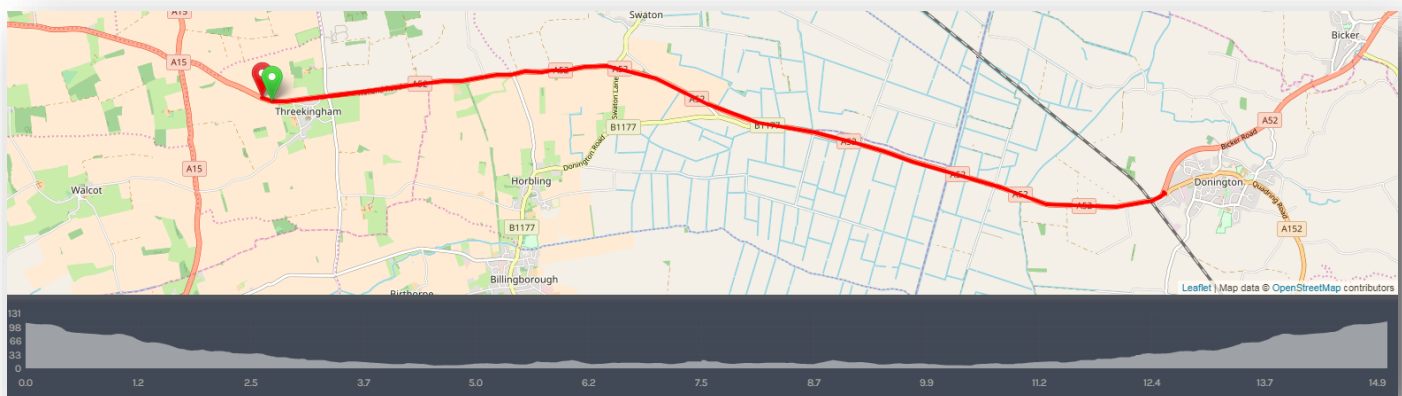 A15
Swaton
Bicker
A15
A52
A52
A52
Swaton Lane
A52
A52
Threekingham
B1177
B1177
Bicker Road
A52
A15
Donington Road
Walcot
Horbling
A52
A52
Donington
Quadring Road
A52
B1177
A152
Billingborough
Birthorpe
Leaflet | Map data © OpenStreetMap contributors
131
98
66
33
0
0.0 1.2 2.5 3.7 5.0 6.2 7.5 8.7 9.9 11.2 12.4 13.7 14.9